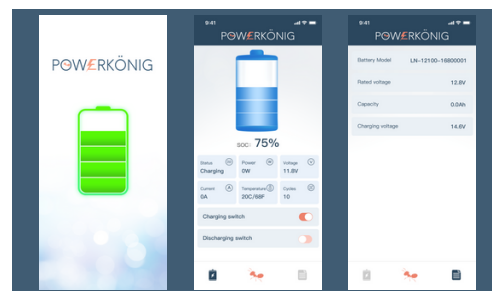 POWERKÖNIG
9:41
POWERKÖNIG
SOC: 75%
Status
Charging
Power
0W
Voltage
11.8V
Current
0A
Temperature
20C/68F
Cycles
10
Charging switch
Discharging switch
9:41
POWERKÖNIG
Battery Model LN-12100-16800001
Rated voltage 12.8V
Capacity 0.0Ah
Charging voltage 14.6V